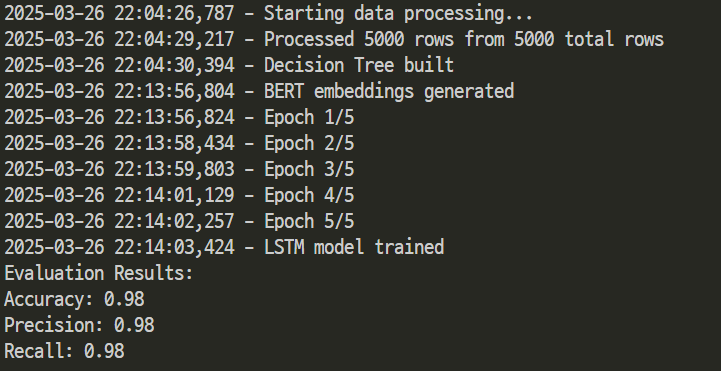 2025-03-26 22:04:26,787 - Starting data processing...
2025-03-26 22:04:29,217 - Processed 5000 rows from 5000 total rows
2025-03-26 22:04:30,394 - Decision Tree built
2025-03-26 22:13:56,804 - BERT embeddings generated
2025-03-26 22:13:56,824 - Epoch 1/5
2025-03-26 22:13:58,434 - Epoch 2/5
2025-03-26 22:13:59,803 - Epoch 3/5
2025-03-26 22:14:01,129 - Epoch 4/5
2025-03-26 22:14:02,257 - Epoch 5/5
2025-03-26 22:14:03,424 - LSTM model trained
Evaluation Results:
Accuracy: 0.98
Precision: 0.98
Recall: 0.98